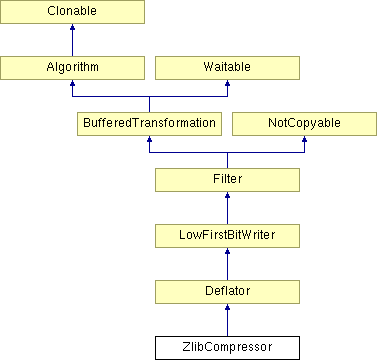 Clonable
Algorithm
Waitable
BufferedTransformation
NotCopyable
Filter
LowFirstBitWriter
Deflator
ZlibCompressor